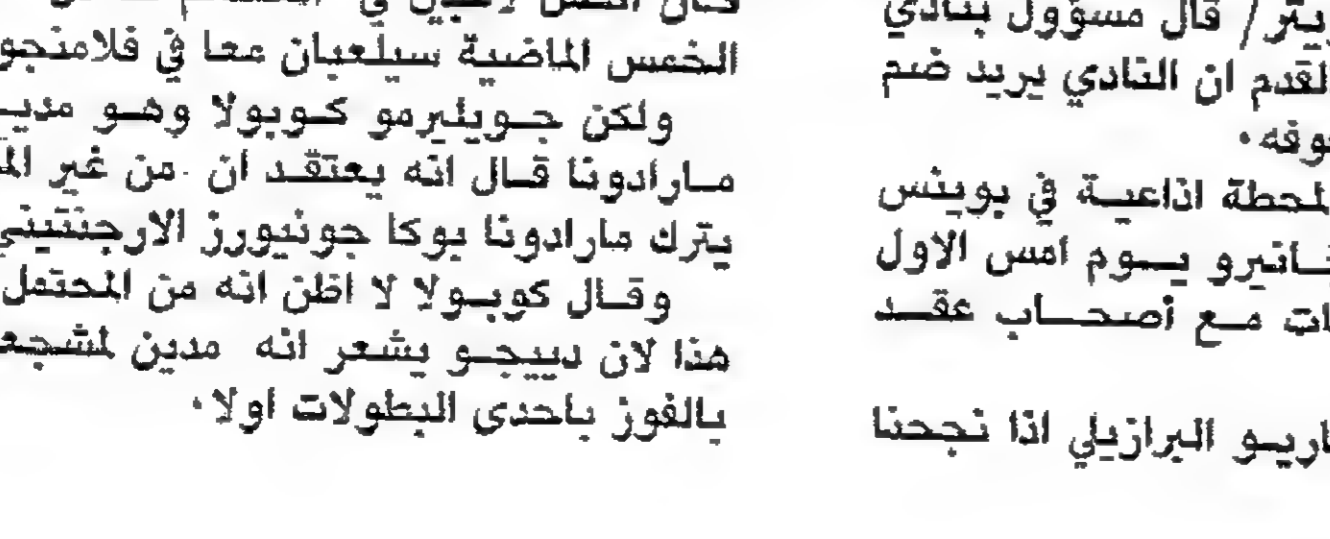 ويتر/ قال مسؤول بنادي
القدم ان النادي يريد ضم
لمحطة اذاعية في بوينس
يوم امس الاول
مع أصحاب عقد
البرازيلي اذا نجحنا
الخمس الماضية سيلعبان معا في فلامنجو
ولكن جويليرمو كوبولا وهو
مارادونا قال انه يعتقد ان من غير
يترك مارادونا بوكا جونيورز الارجنتيني
وقال كوبولا لا اظن انه من المحتمل
هذا لان دييجو يشعر انه مدين لمشجع
بالفوز باحدى البطولات اولا.